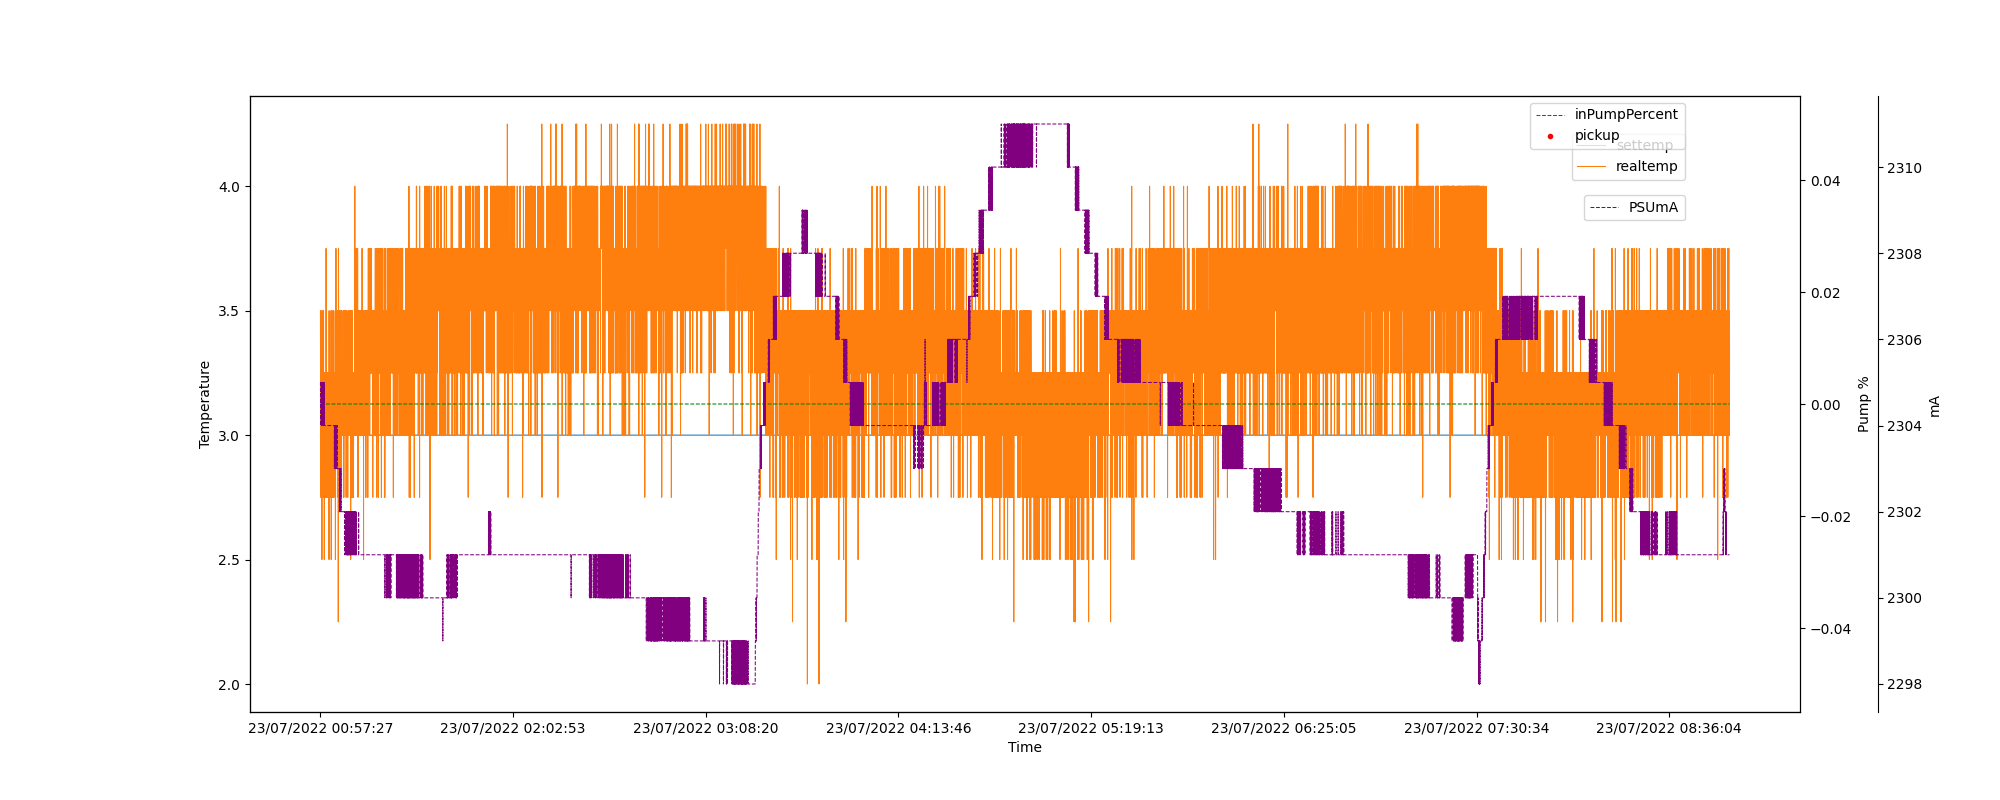 inPumpPercent
pickup
settemp
realtemp
PSUmA
4.0
3.5
3.0
2.5
2.0
Temperature
0.04
0.02
0.00
−0.02
−0.04
Pump %
2310
2308
2306
2304
2302
2300
2298
mA
23/07/2022 00:57:27
23/07/2022 02:02:53
23/07/2022 03:08:20
23/07/2022 04:13:46
23/07/2022 05:19:13
23/07/2022 06:25:05
23/07/2022 07:30:34
23/07/2022 08:36:04
Time